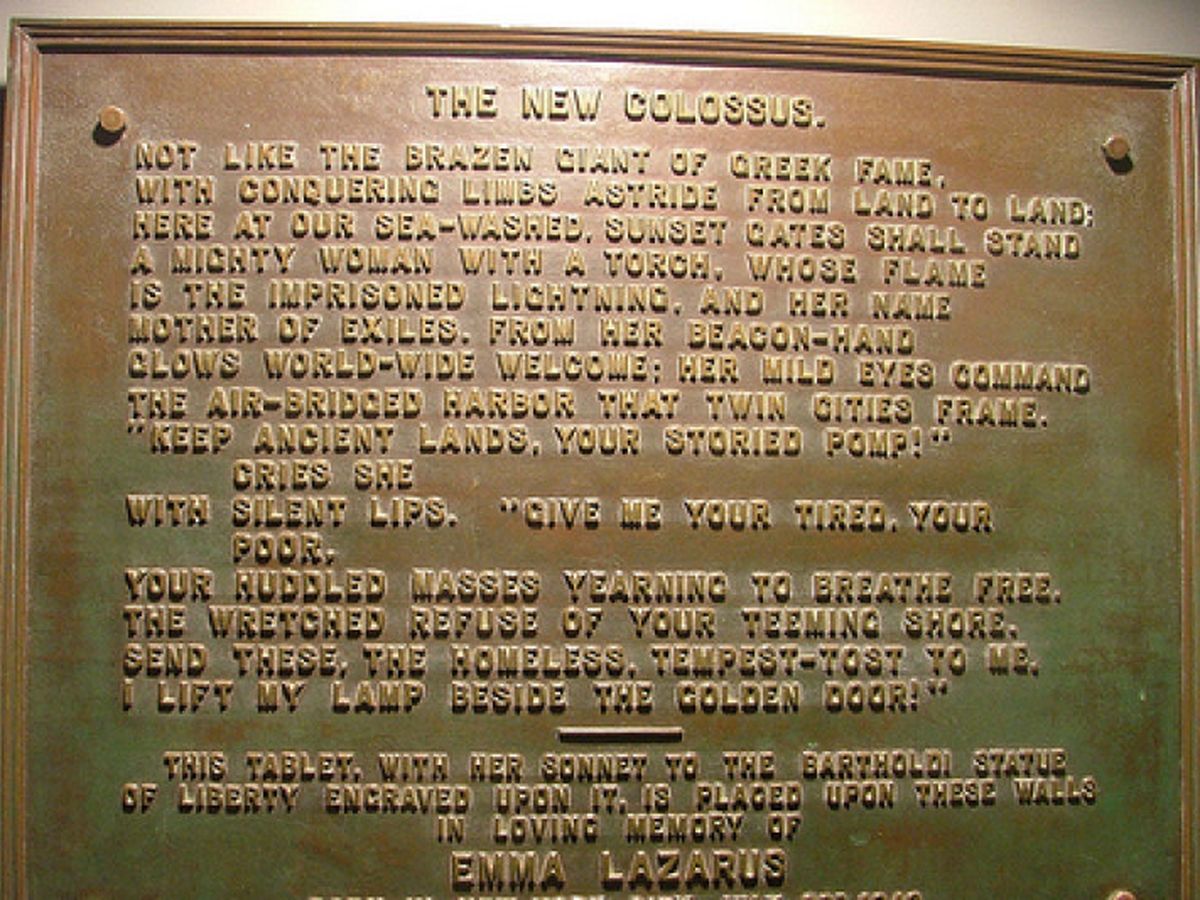 THE NEW COLOSSUS.
NOT LIKE THE BRAZEN GIANT OF GREEK FAME,
WITH CONQUERING LIMBS ASTRIDE FROM LAND TO LAND;
HERE AT OUR SEA-WASHED, SUNSET GATES SHALL STAND
A MIGHTY WOMAN WITH A TORCH, WHOSE FLAME
IS THE IMPRISONED LIGHTNING, AND HER NAME
MOTHER OF EXILES. FROM HER BEACON-HAND
GLOWS WORLD-WIDE WELCOME; HER MILD EYES COMMAND
THE AIR-BRIDGED HARBOR THAT TWIN CITIES FRAME.
"KEEP ANCIENT LANDS, YOUR STORIED POMP!"
CRIES SHE
WITH SILENT LIPS. "GIVE ME YOUR TIRED, YOUR
POOR,
YOUR HUDDLED MASSES YEARNING TO BREATHE FREE,
THE WRETCHED REFUSE OF YOUR TEEMING SHORE,
SEND THESE, THE HOMELESS, TEMPEST-TOST TO ME,
I LIFT MY LAMP BESIDE THE GOLDEN DOOR!"
THIS TABLET, WITH HER SONNET TO THE BARTHOLDI STATUE
OF LIBERTY ENGRAVED UPON IT, IS PLACED UPON THESE WALLS
IN LOVING MEMORY OF
EMMA LAZARUS